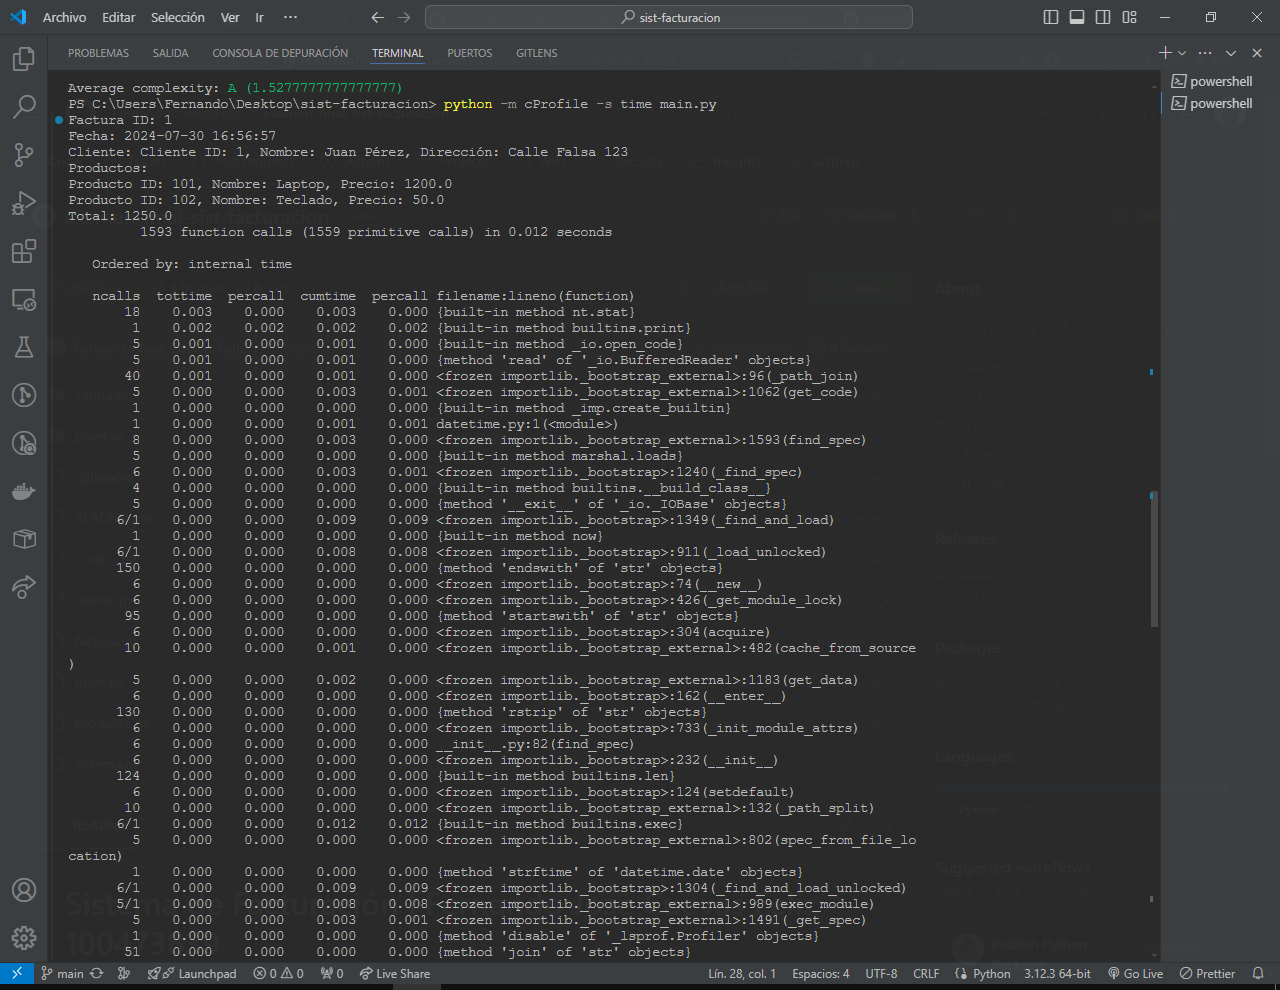 Archivo Editar Selección Ver Ir ··· sist-facturacion
PROBLEMAS SALIDA CONSOLA DE DEPURACIÓN TERMINAL PUERTOS GITLENS
powershell
powershell
Average complexity: A (1.5277777777777777)
PS C:\Users\Fernando\Desktop\sist-facturacion> python -m cProfile -s time main.py
Factura ID: 1
Fecha: 2024-07-30 16:56:57
Cliente: Cliente ID: 1, Nombre: Juan Pérez, Dirección: Calle Falsa 123
Productos:
Producto ID: 101, Nombre: Laptop, Precio: 1200.0
Producto ID: 102, Nombre: Teclado, Precio: 50.0
Total: 1250.0
1593 function calls (1559 primitive calls) in 0.012 seconds
Ordered by: internal time
ncalls tottime percall cumtime percall filename:lineno(function)
18 0.003 0.000 0.003 0.000 {built-in method nt.stat}
1 0.002 0.002 0.002 0.002 {built-in method builtins.print}
5 0.001 0.000 0.001 0.000 {built-in method _io.open_code}
5 0.001 0.000 0.001 0.000 {method 'read' of '_io.BufferedReader' objects}
40 0.001 0.000 0.001 0.000 <frozen importlib._bootstrap_external>:96(_path_join)
5 0.000 0.000 0.003 0.001 <frozen importlib._bootstrap_external>:1062(get_code)
1 0.000 0.000 0.000 0.000 {built-in method _imp.create_builtin}
1 0.000 0.000 0.001 0.001 datetime.py:1(<module>)
8 0.000 0.000 0.003 0.000 <frozen importlib._bootstrap_external>:1593(find_spec)
5 0.000 0.000 0.000 0.000 {built-in method marshal.loads}
6 0.000 0.000 0.003 0.001 <frozen importlib._bootstrap>:1240(_find_spec)
4 0.000 0.000 0.000 0.000 {built-in method builtins.__build_class__}
5 0.000 0.000 0.000 0.000 {method '__exit__' of '_io._IOBase' objects}
6/1 0.000 0.000 0.009 0.009 <frozen importlib._bootstrap>:1349(_find_and_load)
1 0.000 0.000 0.000 0.000 {built-in method now}
6/1 0.000 0.000 0.008 0.008 <frozen importlib._bootstrap>:911(_load_unlocked)
150 0.000 0.000 0.000 0.000 {method 'endswith' of 'str' objects}
6 0.000 0.000 0.000 0.000 <frozen importlib._bootstrap>:74(__new__)
6 0.000 0.000 0.000 0.000 <frozen importlib._bootstrap>:426(_get_module_lock)
95 0.000 0.000 0.000 0.000 {method 'startswith' of 'str' objects}
6 0.000 0.000 0.000 0.000 <frozen importlib._bootstrap>:304(acquire)
10 0.000 0.000 0.001 0.000 <frozen importlib._bootstrap_external>:482(cache_from_source
)
5 0.000 0.000 0.002 0.000 <frozen importlib._bootstrap_external>:1183(get_data)
6 0.000 0.000 0.000 0.000 <frozen importlib._bootstrap>:162(__enter__)
130 0.000 0.000 0.000 0.000 {method 'rstrip' of 'str' objects}
6 0.000 0.000 0.000 0.000 <frozen importlib._bootstrap>:733(_init_module_attrs)
6 0.000 0.000 0.000 0.000 __init__.py:82(find_spec)
6 0.000 0.000 0.000 0.000 <frozen importlib._bootstrap>:232(__init__)
124 0.000 0.000 0.000 0.000 {built-in method builtins.len}
6 0.000 0.000 0.000 0.000 <frozen importlib._bootstrap>:124(setdefault)
10 0.000 0.000 0.000 0.000 <frozen importlib._bootstrap_external>:132(_path_split)
6/1 0.000 0.000 0.012 0.012 {built-in method builtins.exec}
5 0.000 0.000 0.000 0.000 <frozen importlib._bootstrap_external>:802(spec_from_file_lo
cation)
1 0.000 0.000 0.000 0.000 {method 'strftime' of 'datetime.date' objects}
6/1 0.000 0.000 0.009 0.009 <frozen importlib._bootstrap>:1304(_find_and_load_unlocked)
5/1 0.000 0.000 0.008 0.008 <frozen importlib._bootstrap_external>:989(exec_module)
5 0.000 0.000 0.003 0.001 <frozen importlib._bootstrap_external>:1491(_get_spec)
1 0.000 0.000 0.000 0.000 {method 'disable' of '_lsprof.Profiler' objects}
51 0.000 0.000 0.000 0.000 {method 'join' of 'str' objects}
main Launchpad 0 0 0 Live Share Lín. 28, col. 1 Espacios: 4 UTF-8 CRLF Python 3.12.3 64-bit Go Live Prettier